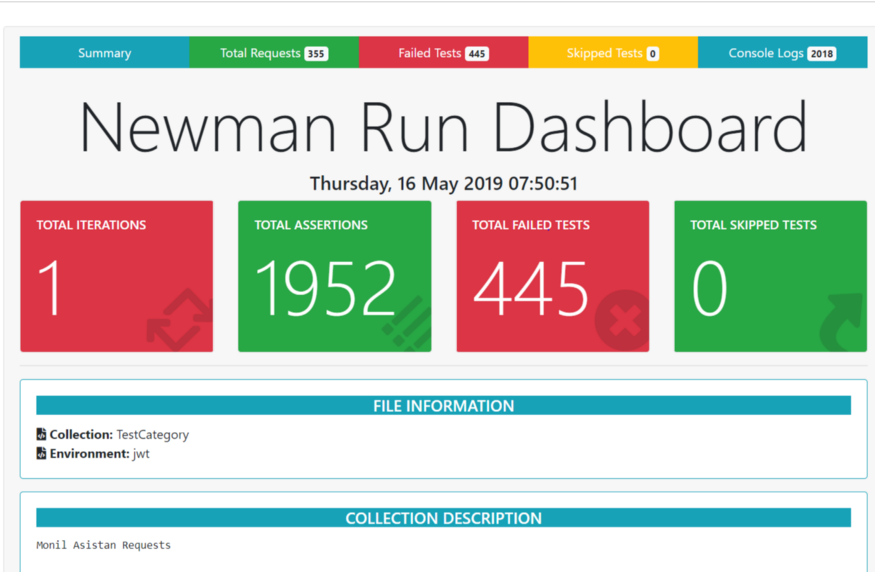 Summary Total Requests 355 Failed Tests 445 Skipped Tests 0 Console Logs 2018
Newman Run Dashboard
Thursday, 16 May 2019 07:50:51
TOTAL ITERATIONS TOTAL ASSERTIONS TOTAL FAILED TESTS TOTAL SKIPPED TESTS
1 1952 445 0
FILE INFORMATION
Collection: TestCategory
Environment: jwt
COLLECTION DESCRIPTION
Monil Asistan Requests